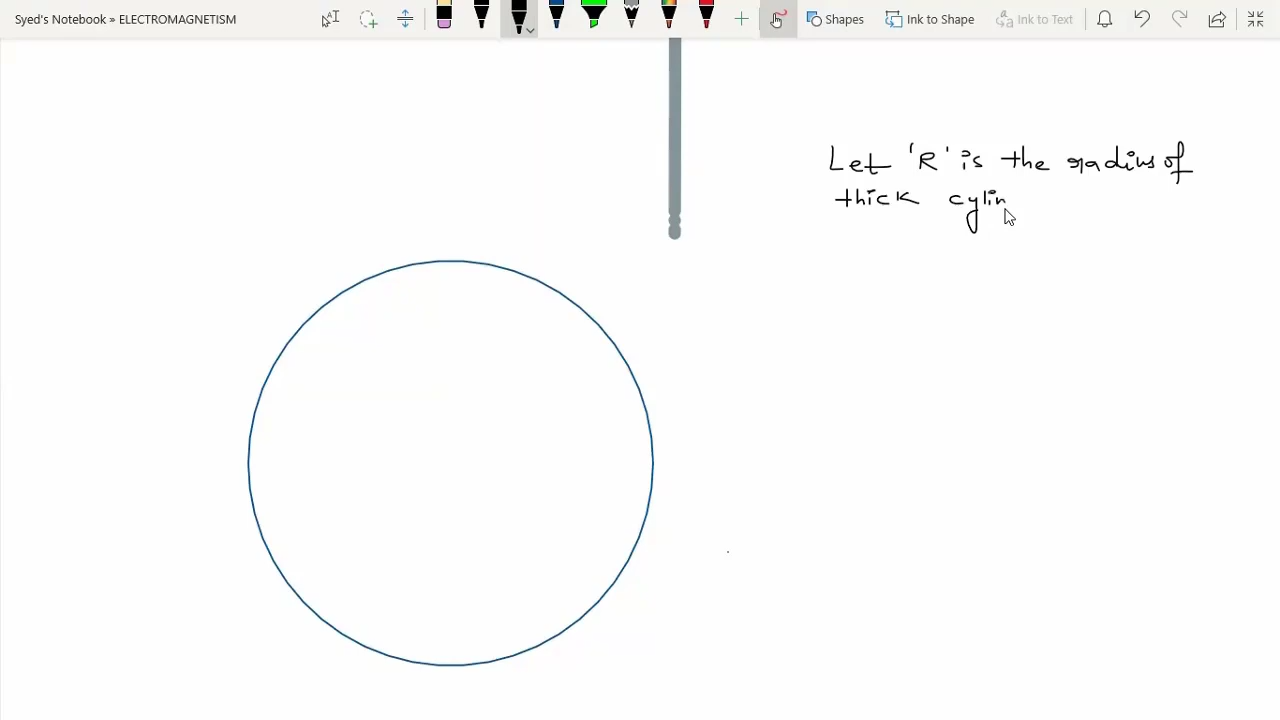 Syed's Notebook » ELECTROMAGNETISM
Shapes
Ink to Shape
Ink to Text
Let 'R' is the radius of
thick cylin